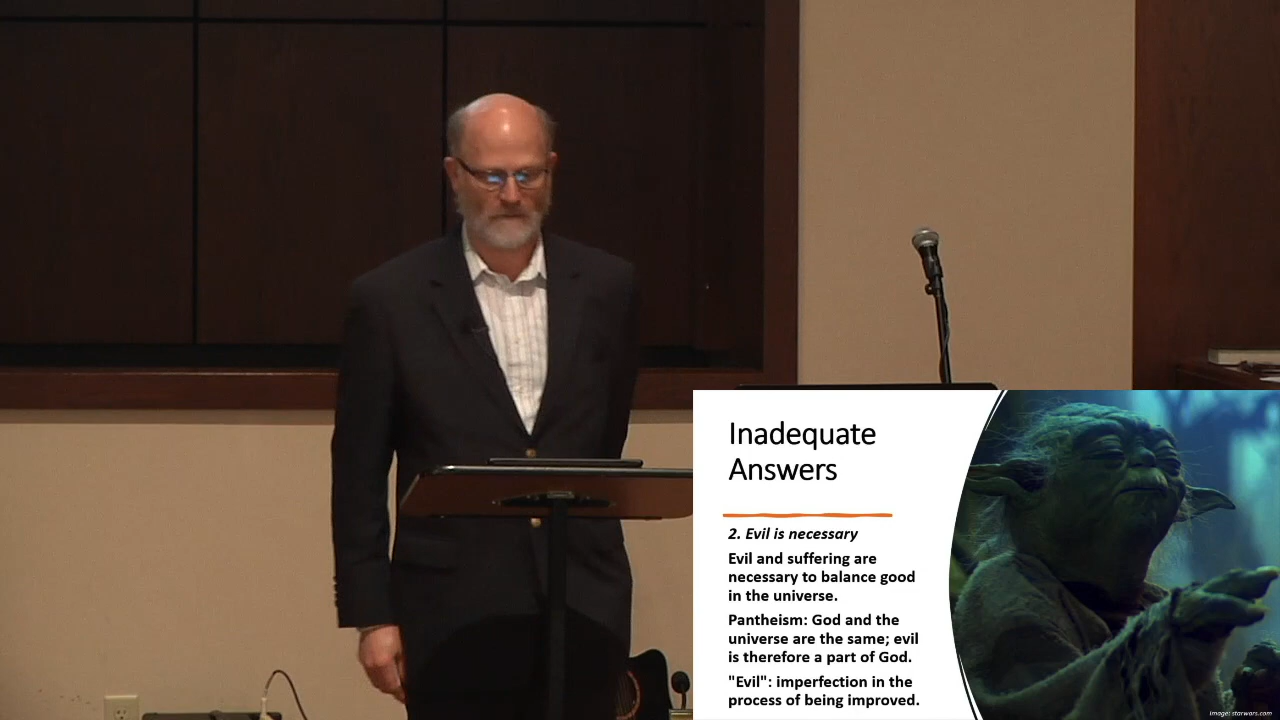 Inadequate
Answers
2. Evil is necessary
Evil and suffering are
necessary to balance good
in the universe.
Pantheism: God and the
universe are the same; evil
is therefore a part of God.
"Evil": imperfection in the
process of being improved.
Image: starwars.com